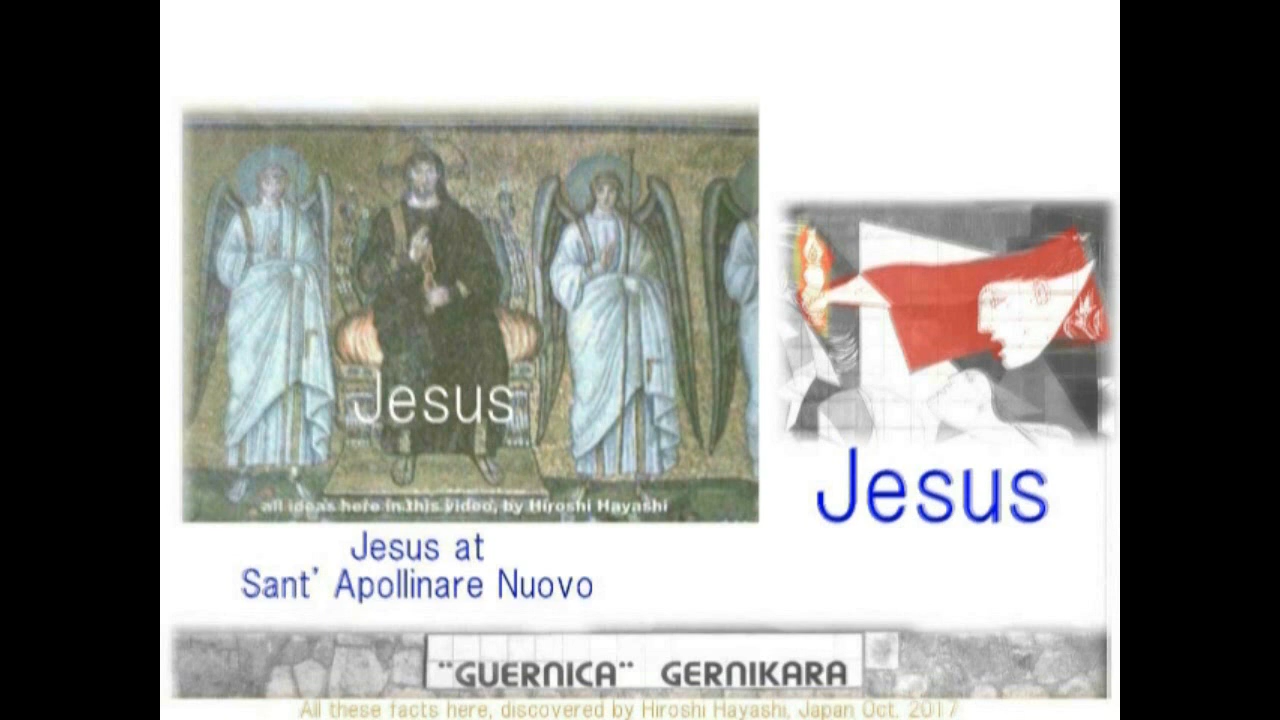 Jesus
all ideas here in this video, by Hiroshi Hayashi
Jesus at
Sant' Apollinare Nuovo
Jesus
"GUERNICA" GERNIKARA
All these facts here, discovered by Hiroshi Hayashi, Japan Oct. 2017